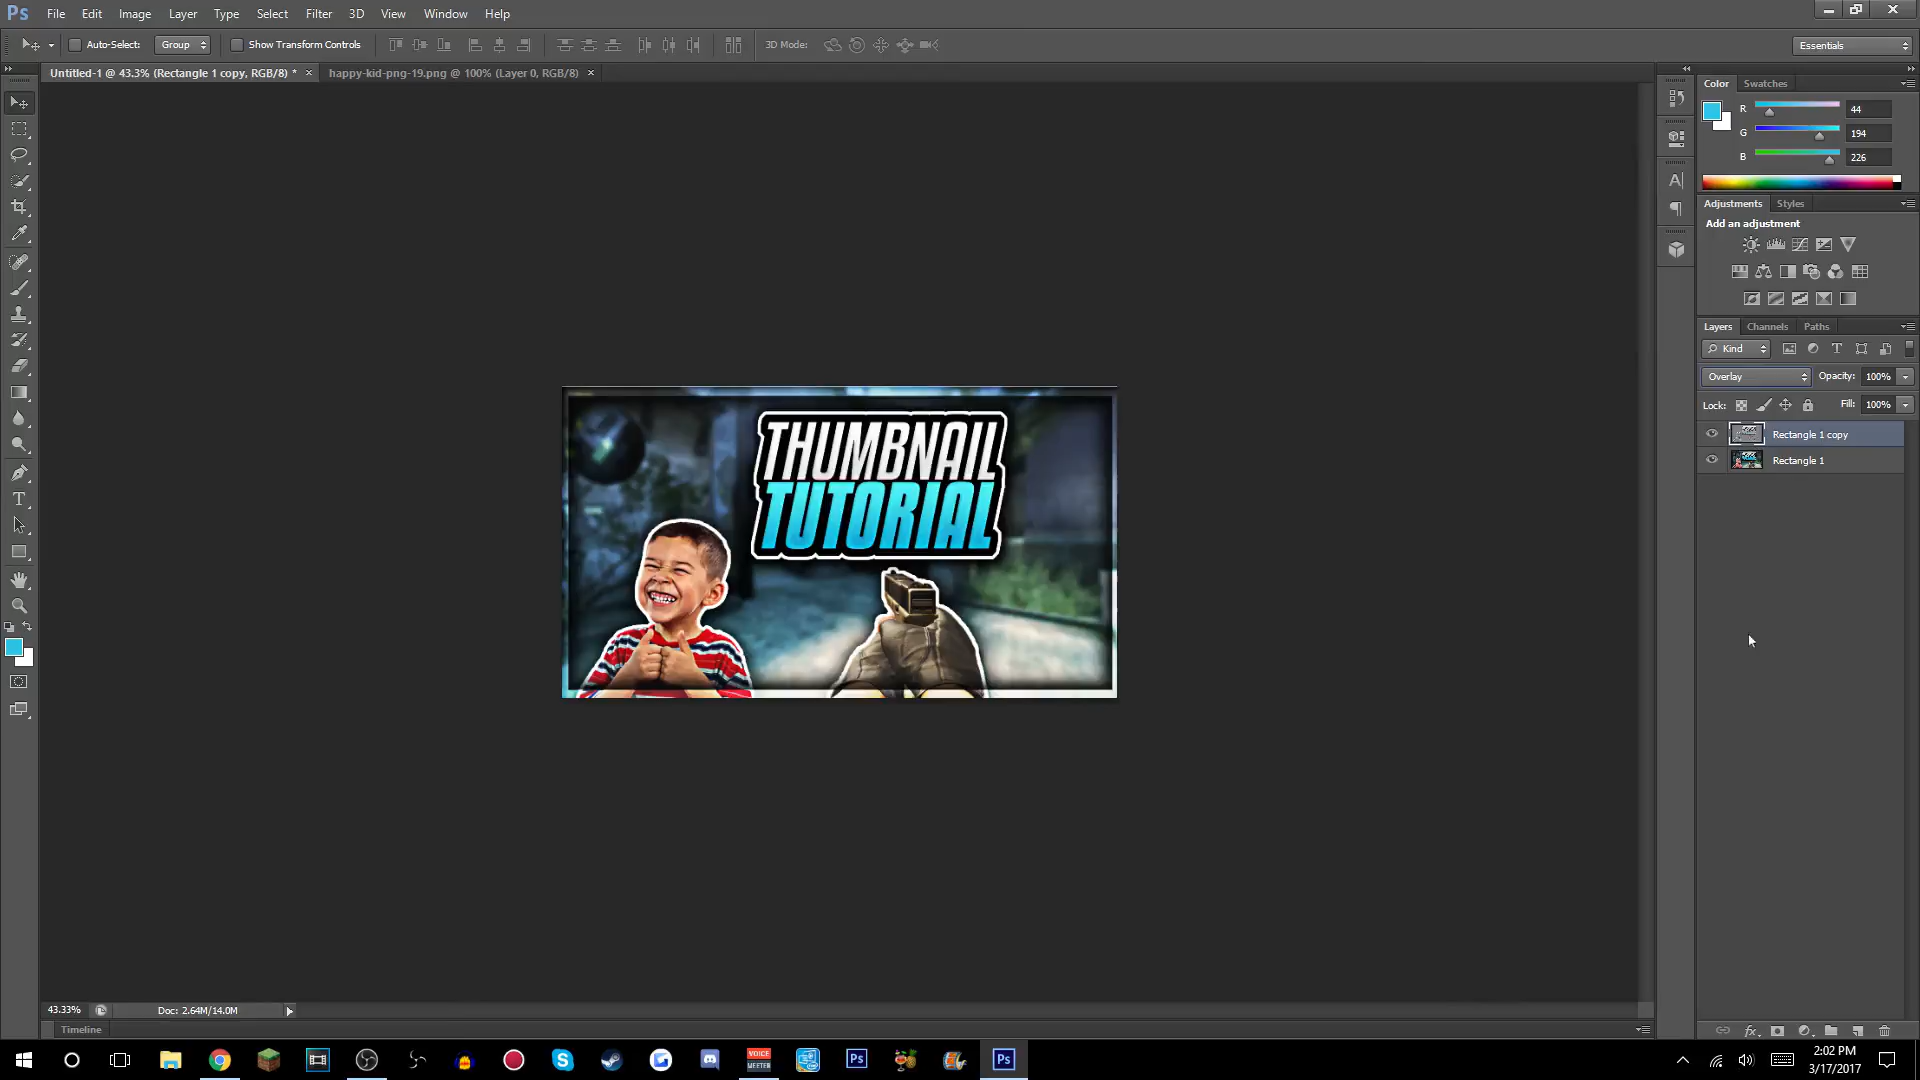 Ps File Edit Image Layer Type Select Filter 3D View Window Help
Auto-Select: Group Show Transform Controls 3D Mode: Essentials
Untitled-1 @ 43.3% (Rectangle 1 copy, RGB/8) * × happy-kid-png-19.png @ 100% (Layer 0, RGB/8) ×
Color Swatches
R 44
G 194
B 226
Adjustments Styles
Add an adjustment
Layers Channels Paths
Kind
Overlay Opacity: 100%
Lock: Fill: 100%
Rectangle 1 copy
Rectangle 1
THUMBNAIL
TUTORIAL
43.33% Doc: 2.64M/14.0M
Timeline
VOICE
MEETER
Ps
Ps
2:02 PM
3/17/2017